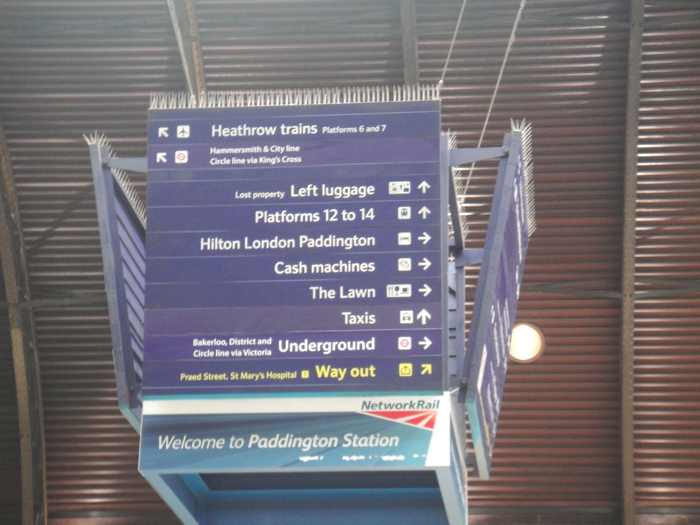 Heathrow trains Platforms 6 and 7
Hammersmith & City line
Circle line via King's Cross
Lost property Left luggage
Platforms 12 to 14
Hilton London Paddington
Cash machines
The Lawn
Taxis
Bakerloo, District and
Circle line via Victoria Underground
Praed Street, St Mary's Hospital Way out
NetworkRail
Welcome to Paddington Station